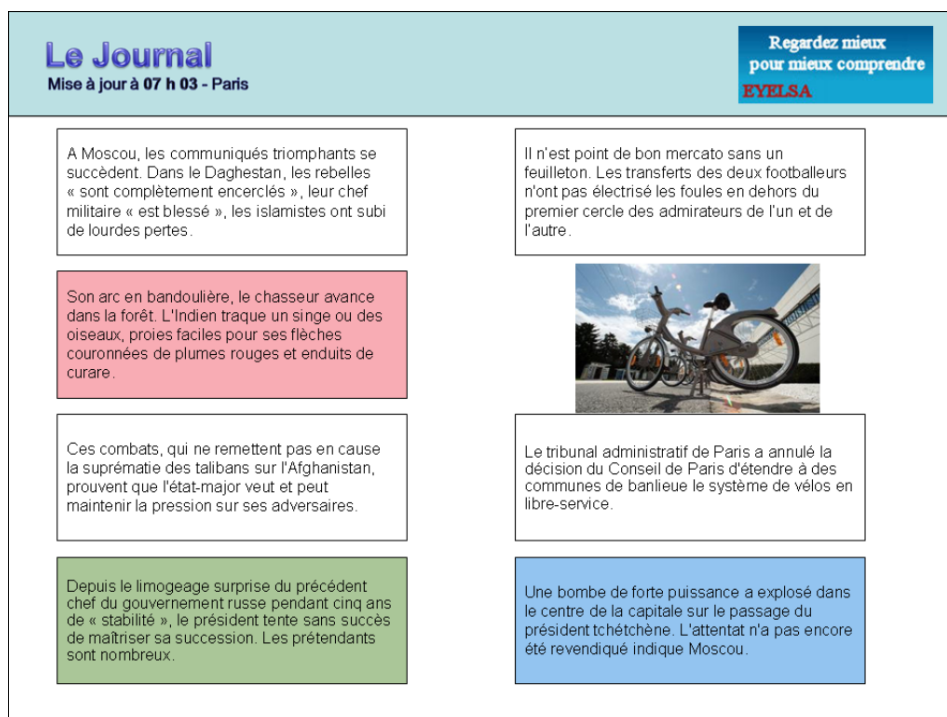 Le Journal
Mise à jour à 07 h 03 - Paris
Regardez mieux
pour mieux comprendre
EYELSA
A Moscou, les communiqués triomphants se
succèdent. Dans le Daghestan, les rebelles
« sont complètement encerclés », leur chef
militaire « est blessé », les islamistes ont subi
de lourdes pertes.
Son arc en bandoulière, le chasseur avance
dans la forêt. L'Indien traque un singe ou des
oiseaux, proies faciles pour ses flèches
couronnées de plumes rouges et enduits de
curare.
Ces combats, qui ne remettent pas en cause
la suprématie des talibans sur l'Afghanistan,
prouvent que l'état-major veut et peut
maintenir la pression sur ses adversaires.
Depuis le limogeage surprise du précédent
chef du gouvernement russe pendant cinq ans
de « stabilité », le président tente sans succès
de maîtriser sa succession. Les prétendants
sont nombreux.
Il n'est point de bon mercato sans un
feuilleton. Les transferts des deux footballeurs
n'ont pas électrisé les foules en dehors du
premier cercle des admirateurs de l'un et de
l'autre.
Le tribunal administratif de Paris a annulé la
décision du Conseil de Paris d'étendre à des
communes de banlieue le système de vélos en
libre-service.
Une bombe de forte puissance a explosé dans
le centre de la capitale sur le passage du
président tchétchène. L'attentat n'a pas encore
été revendiqué indique Moscou.